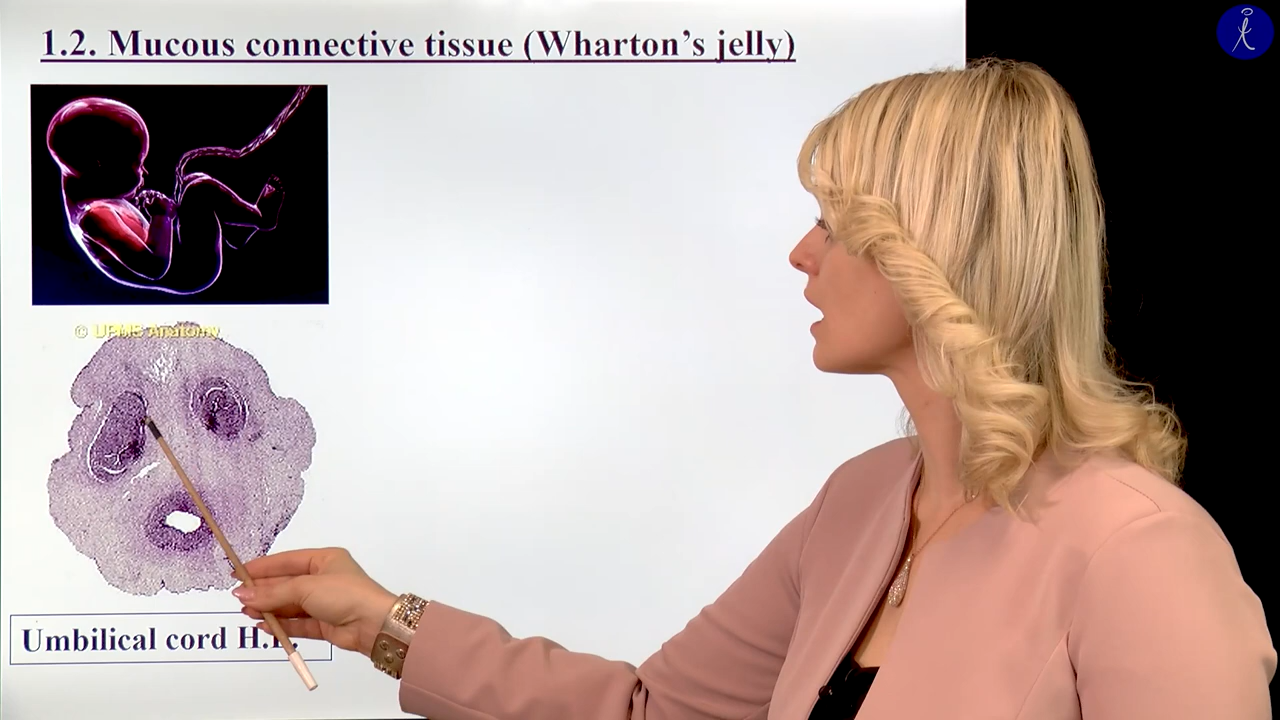 1.2. Mucous connective tissue (Wharton's jelly)
© UPMS Anatomy
Umbilical cord H.E.